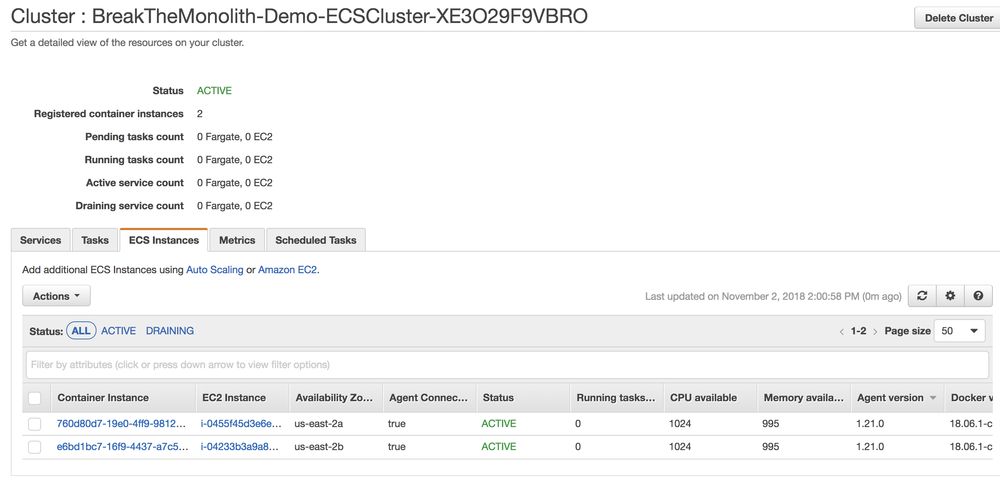 Cluster : BreakTheMonolith-Demo-ECSCluster-XE3O29F9VBRO
Delete Cluster
Get a detailed view of the resources on your cluster.
Status ACTIVE
Registered container instances 2
Pending tasks count 0 Fargate, 0 EC2
Running tasks count 0 Fargate, 0 EC2
Active service count 0 Fargate, 0 EC2
Draining service count 0 Fargate, 0 EC2
Services Tasks ECS Instances Metrics Scheduled Tasks
Add additional ECS Instances using Auto Scaling or Amazon EC2.
Actions Last updated on November 2, 2018 2:00:58 PM (0m ago)
Status: ALL ACTIVE DRAINING < 1-2 > Page size 50
Filter by attributes (click or press down arrow to view filter options)
Container Instance EC2 Instance Availability Zo... Agent Connec... Status Running tasks... CPU available Memory availa... Agent version Docker v
760d80d7-19e0-4ff9-9812... i-0455f45d3e6e... us-east-2a true ACTIVE 0 1024 995 1.21.0 18.06.1-c
e6bd1bc7-16f9-4437-a7c5... i-04233b3a9a8... us-east-2b true ACTIVE 0 1024 995 1.21.0 18.06.1-c